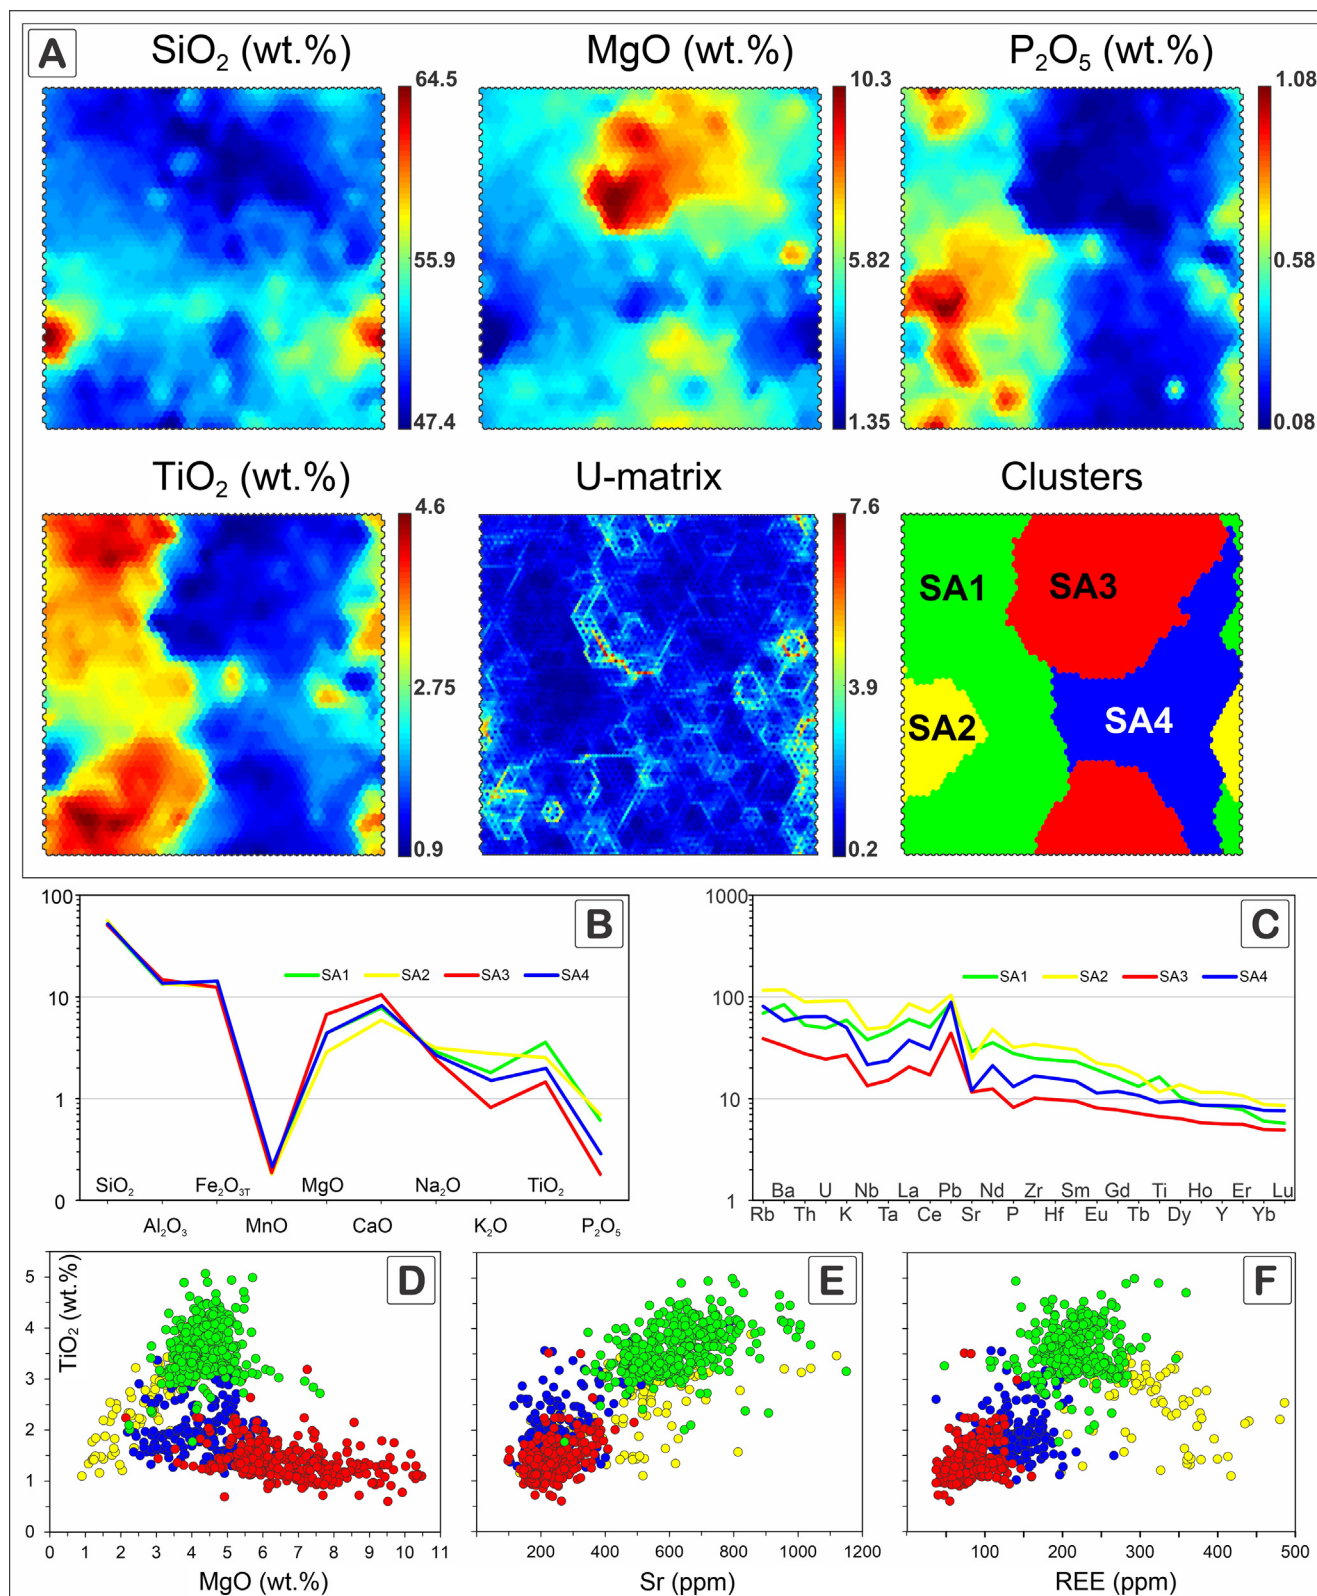 A
SiO₂ (wt.%)
MgO (wt.%)
P₂O₅ (wt.%)
64.5
55.9
47.4
10.3
5.82
1.35
1.08
0.58
0.08
TiO₂ (wt.%)
U-matrix
Clusters
4.6
2.75
0.9
7.6
3.9
0.2
SA1
SA3
SA2
SA4
B
100
10
1
0
SA1 SA2 SA3 SA4
SiO₂ Fe₂O₃T MgO Na₂O TiO₂
Al₂O₃ MnO CaO K₂O P₂O₅
C
1000
100
10
1
SA1 SA2 SA3 SA4
Ba U Nb La Pb Nd Zr Sm Gd Ti Ho Er Lu
Rb Th K Ta Ce Sr P Hf Eu Tb Dy Y Yb
D
TiO₂ (wt.%)
5
4
3
2
1
0
0 1 2 3 4 5 6 7 8 9 10 11
MgO (wt.%)
E
200 400 600 800 1000 1200
Sr (ppm)
F
100 200 300 400 500
REE (ppm)